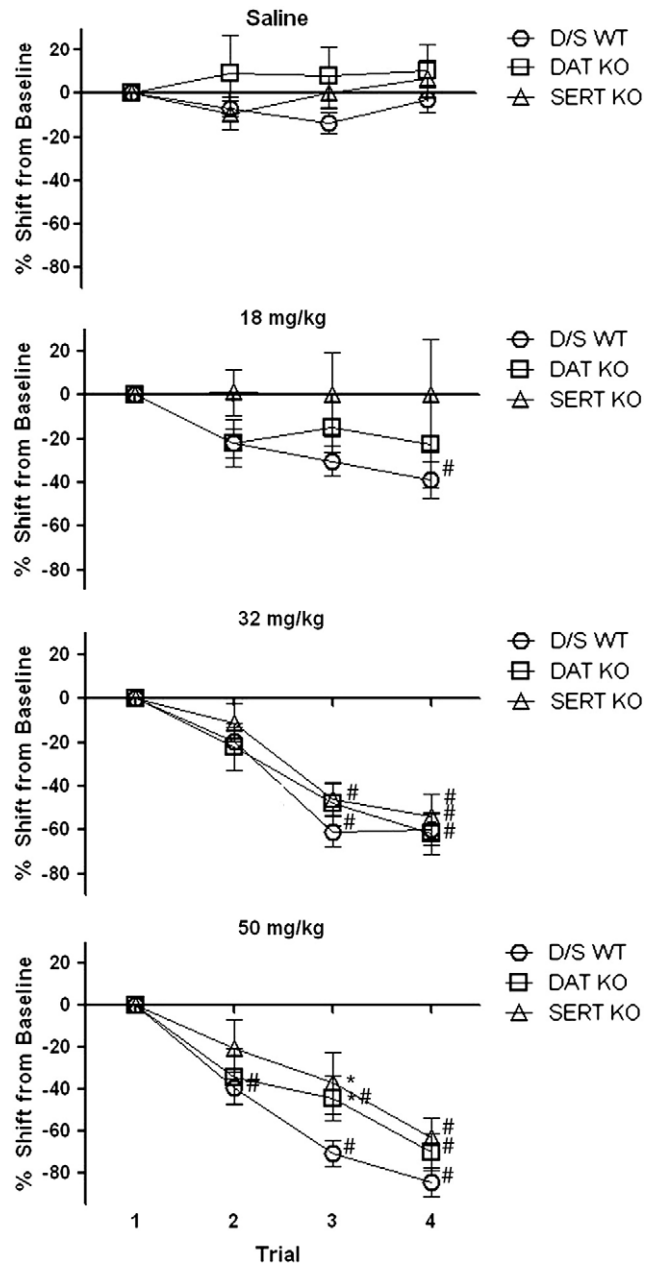 Saline
% Shift from Baseline
20
0
-20
-40
-60
-80
D/S WT
DAT KO
SERT KO
18 mg/kg
% Shift from Baseline
20
0
-20
-40
-60
-80
#
D/S WT
DAT KO
SERT KO
32 mg/kg
% Shift from Baseline
20
0
-20
-40
-60
-80
#
#
#
#
#
D/S WT
DAT KO
SERT KO
50 mg/kg
% Shift from Baseline
20
0
-20
-40
-60
-80
#
*
*#
#
#
#
#
D/S WT
DAT KO
SERT KO
1 2 3 4
Trial